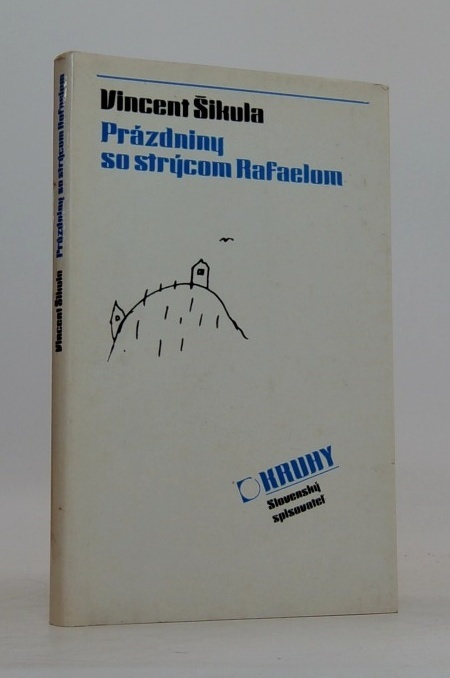 Vincent Šikula
Prázdniny
so strýcom Rafaelom
KRUHY
Slovenský
spisovateľ
Vincent Šikula Prázdniny so strýcom Rafaelom